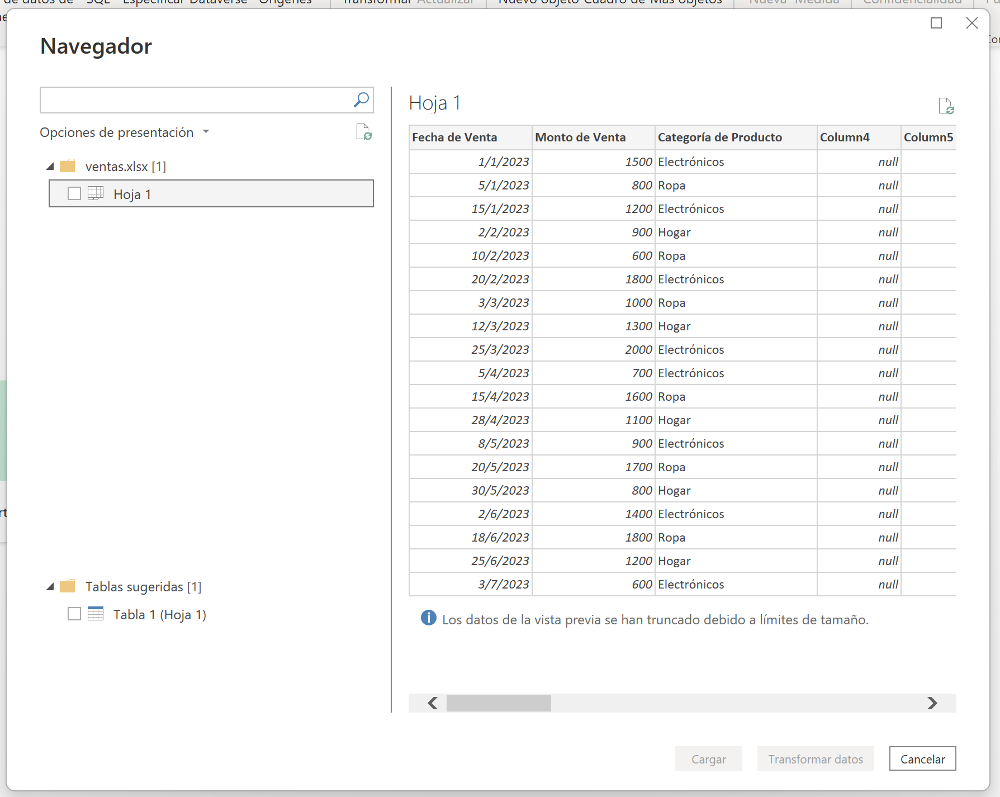 de datos de SQL Especificar Dataverse Orígenes Transformar Actualizar Nuevo objeto Cuadro de Más objetos Nueva Medida Confidencialidad
Navegador
Opciones de presentación
ventas.xlsx [1]
Hoja 1
Tablas sugeridas [1]
Tabla 1 (Hoja 1)
Hoja 1
Fecha de Venta Monto de Venta Categoría de Producto Column4 Column5
1/1/2023 1500 Electrónicos null
5/1/2023 800 Ropa null
15/1/2023 1200 Electrónicos null
2/2/2023 900 Hogar null
10/2/2023 600 Ropa null
20/2/2023 1800 Electrónicos null
3/3/2023 1000 Ropa null
12/3/2023 1300 Hogar null
25/3/2023 2000 Electrónicos null
5/4/2023 700 Electrónicos null
15/4/2023 1600 Ropa null
28/4/2023 1100 Hogar null
8/5/2023 900 Electrónicos null
20/5/2023 1700 Ropa null
30/5/2023 800 Hogar null
2/6/2023 1400 Electrónicos null
18/6/2023 1800 Ropa null
25/6/2023 1200 Hogar null
3/7/2023 600 Electrónicos null
Los datos de la vista previa se han truncado debido a límites de tamaño.
Cargar Transformar datos Cancelar